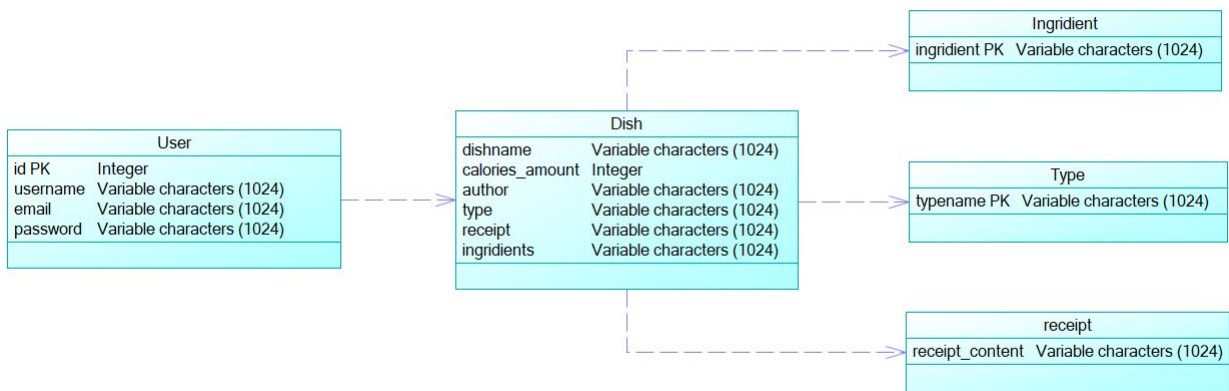 User
id PK Integer
username Variable characters (1024)
email Variable characters (1024)
password Variable characters (1024)
Dish
dishname Variable characters (1024)
calories_amount Integer
author Variable characters (1024)
type Variable characters (1024)
receipt Variable characters (1024)
ingridients Variable characters (1024)
Ingridient
ingridient PK Variable characters (1024)
Type
typename PK Variable characters (1024)
receipt
receipt_content Variable characters (1024)